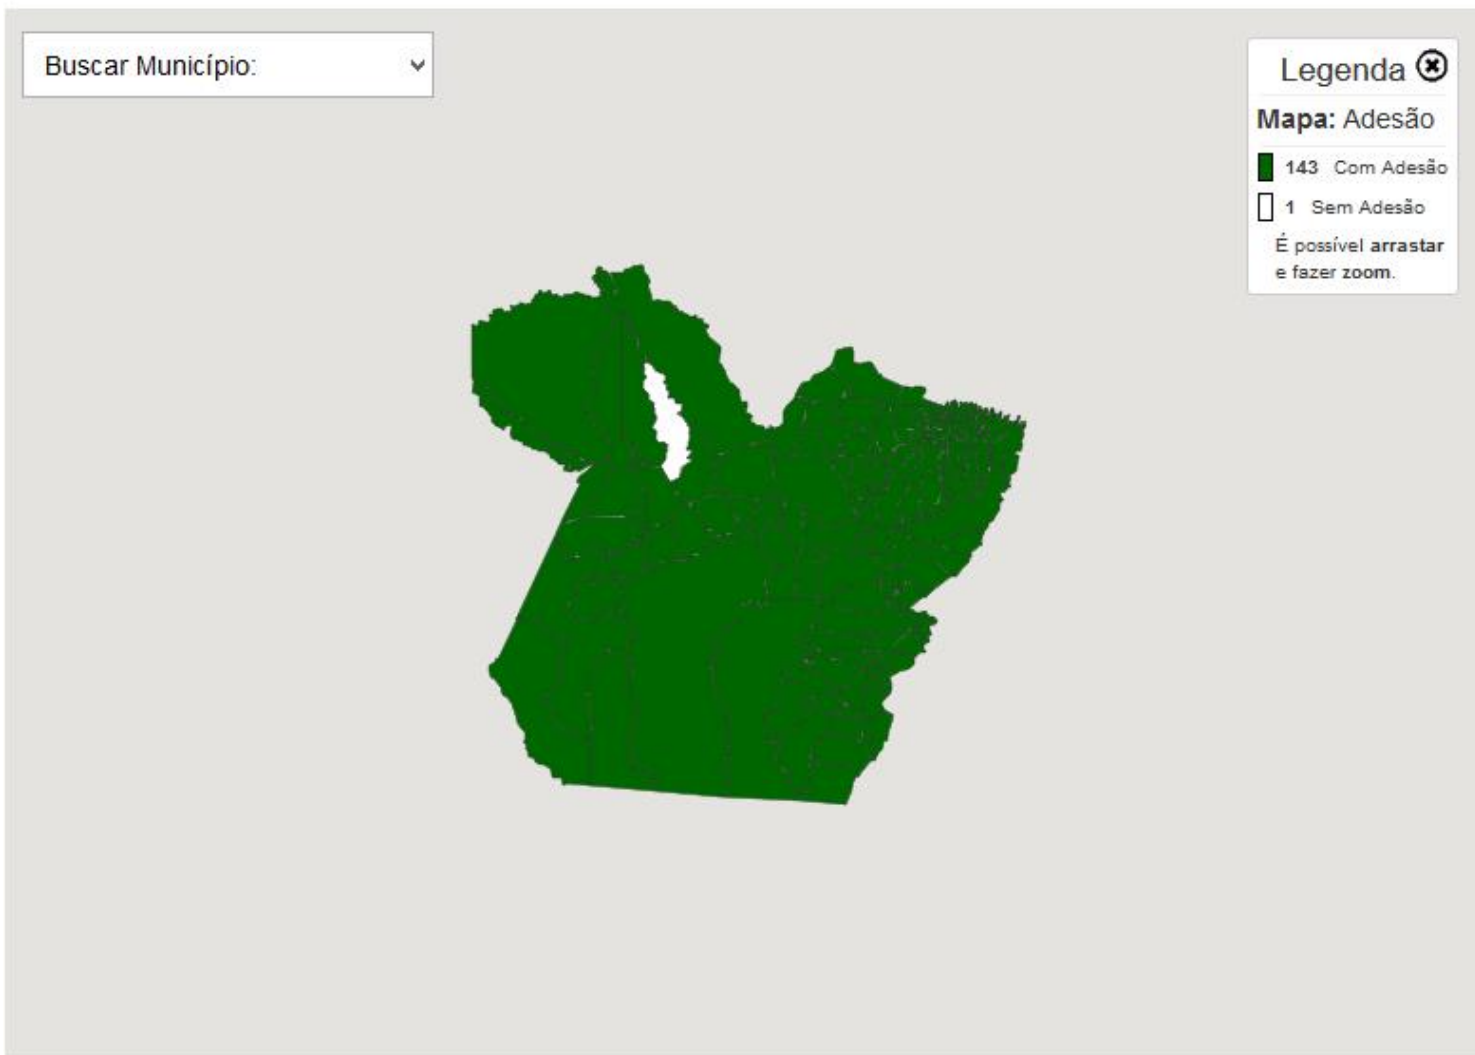 Buscar Município:
Legenda
Mapa: Adesão
143 Com Adesão
1 Sem Adesão
É possível arrastar
e fazer zoom.